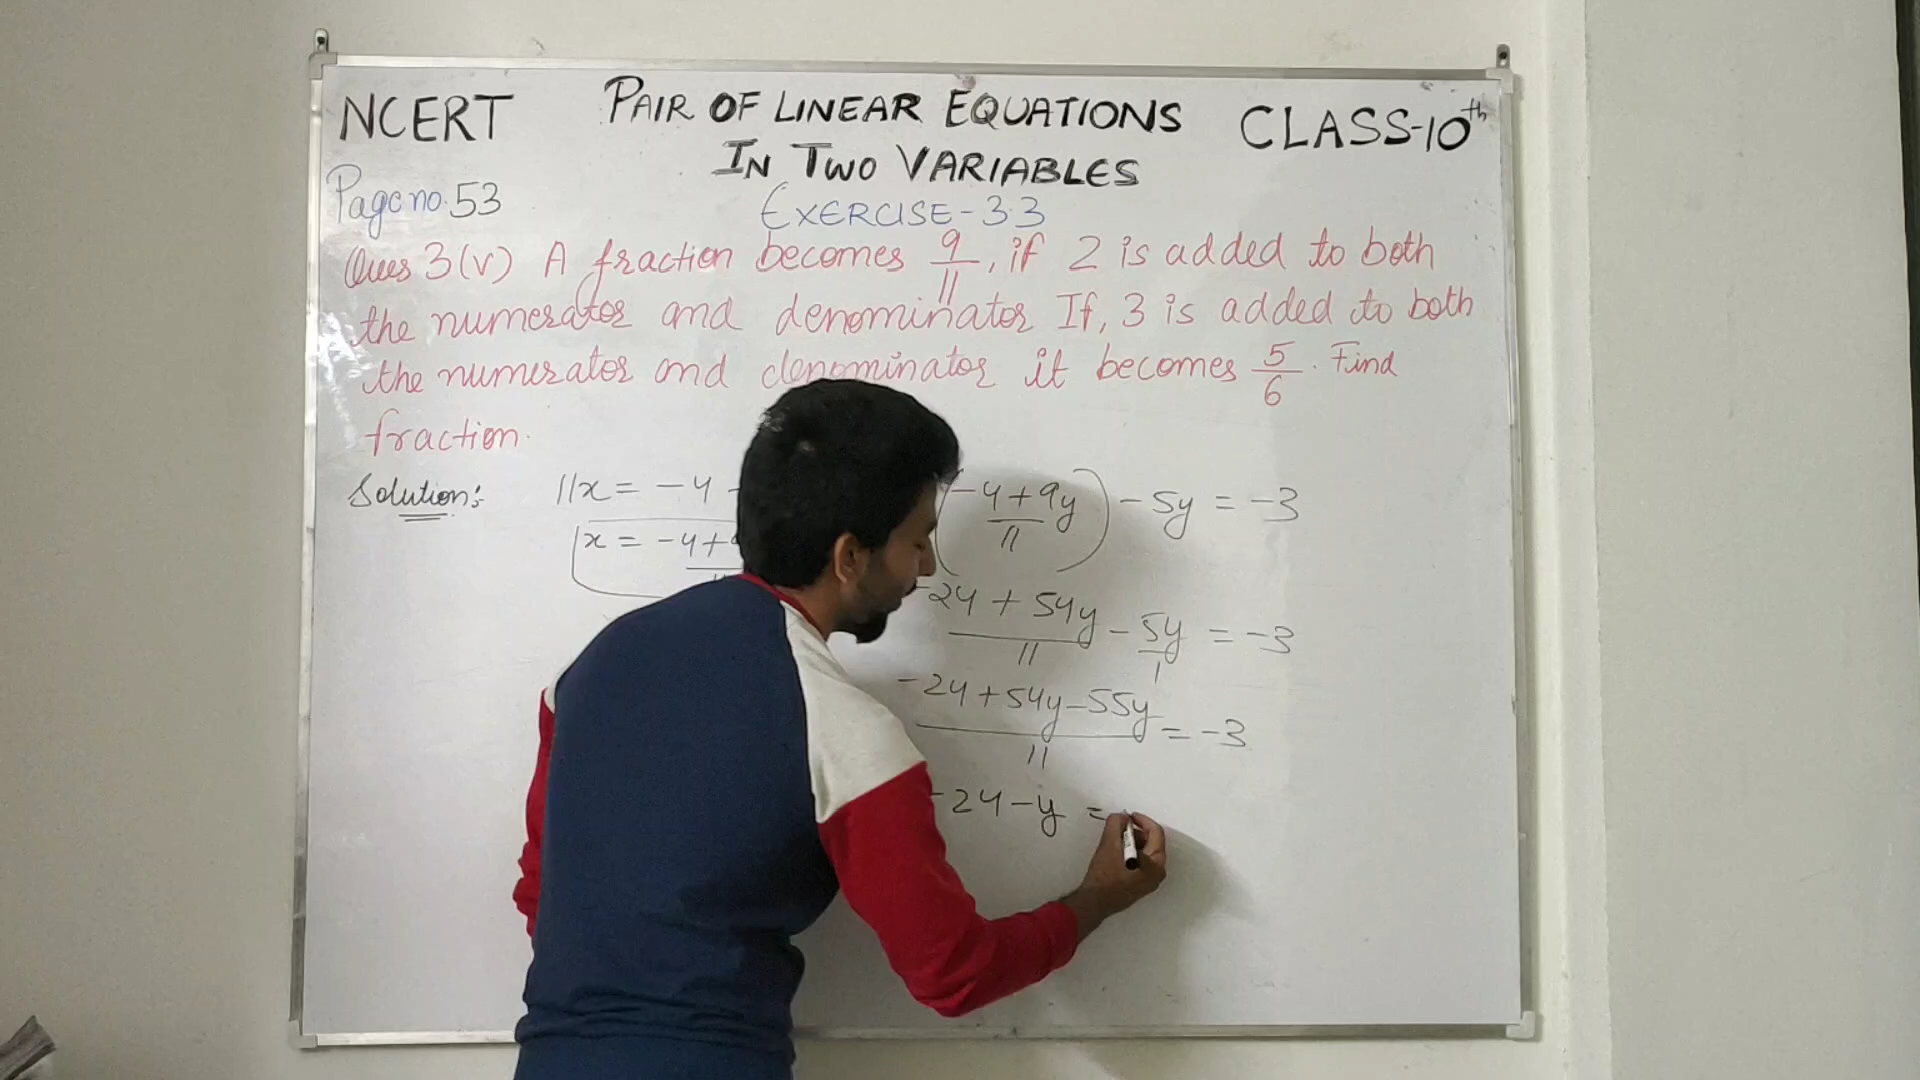 NCERT PAIR OF LINEAR EQUATIONS CLASS-10th
IN TWO VARIABLES
Page no. 53
EXERCISE-3.3
Ques 3(v) A fraction becomes 9/11, if 2 is added to both
the numerator and denominator If, 3 is added to both
the numerator and denominator it becomes 5/6. Find
fraction.
Solution:
11x = -4
x = -4+
(-4+9y/11) - 5y = -3
-24 + 54y/11 - 5y/1 = -3
-24+54y-55y/11 = -3
-24-y =